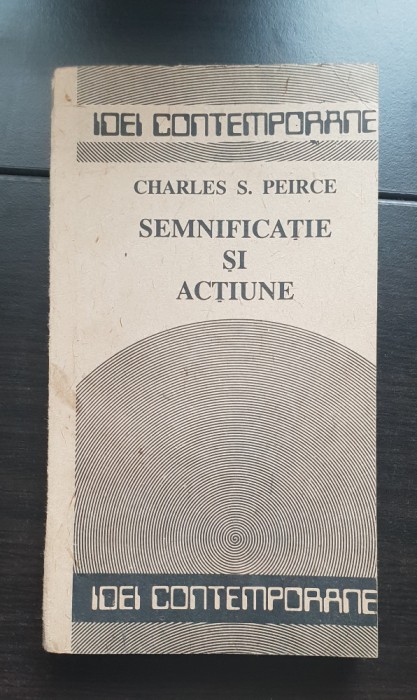 IDEI CONTEMPORANE
CHARLES S. PEIRCE
SEMNIFICAȚIE
ȘI
ACȚIUNE
IDEI CONTEMPORANE